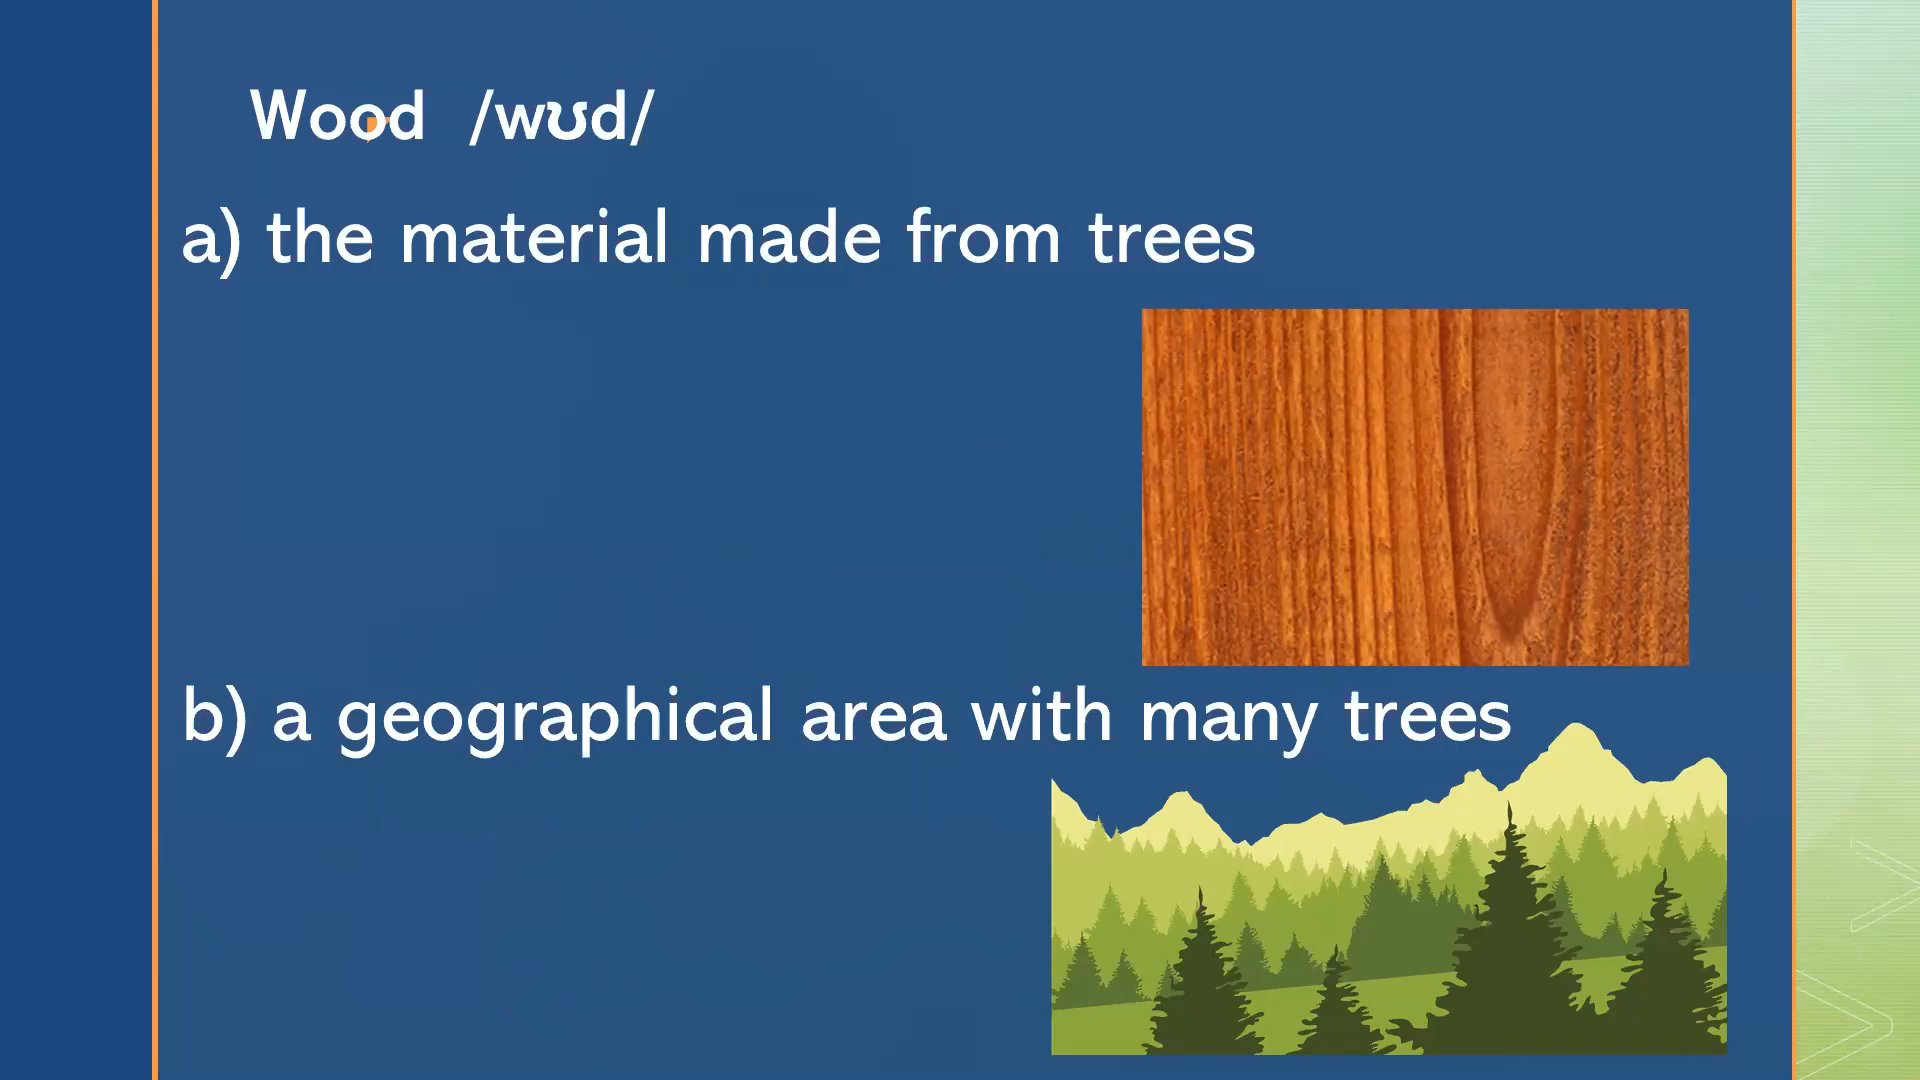 Wood /wʊd/
a) the material made from trees
b) a geographical area with many trees